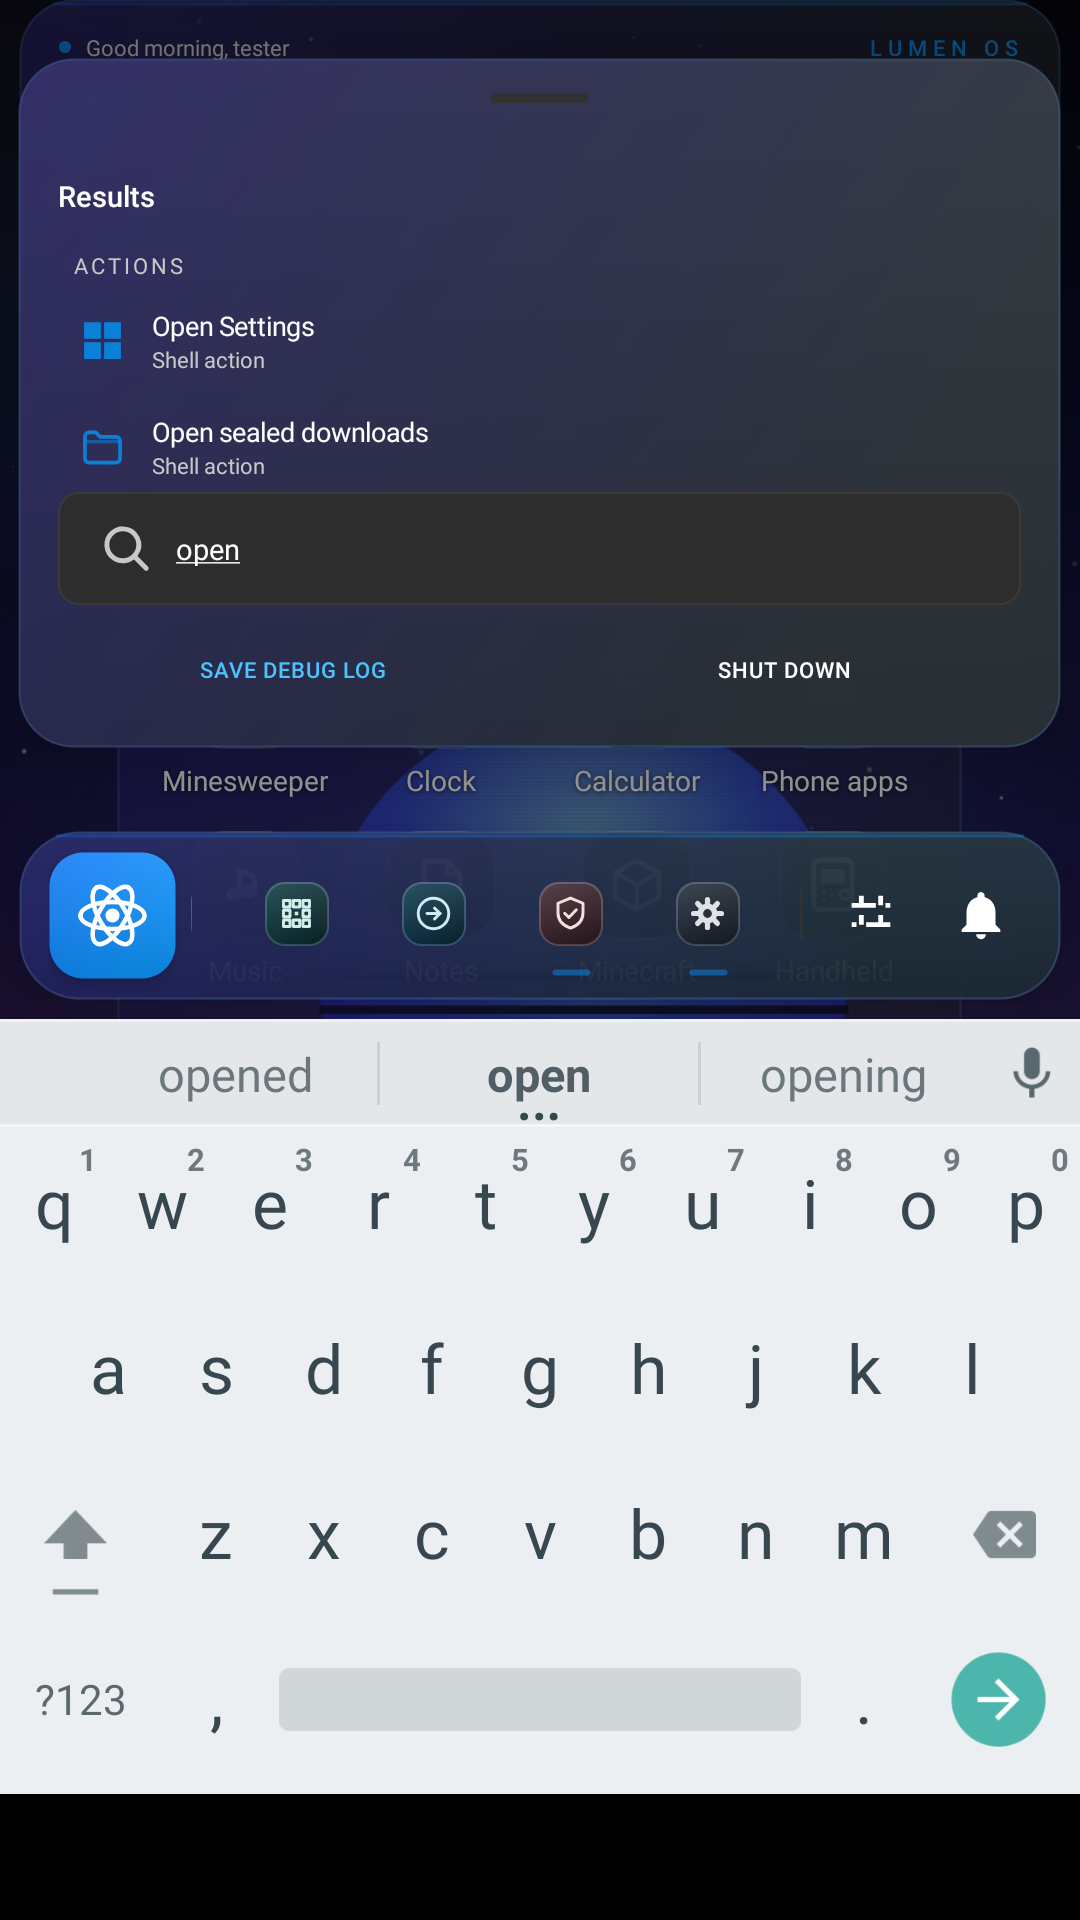 Good morning, tester
LUMEN OS
Results
ACTIONS
Open Settings
Shell action
Open sealed downloads
Shell action
open
SAVE DEBUG LOG
SHUT DOWN
Minesweeper Clock Calculator Phone apps
Music Notes Minecraft Handheld
opened open opening
1 2 3 4 5 6 7 8 9 0
q w e r t y u i o p
a s d f g h j k l
z x c v b n m
?123 , .